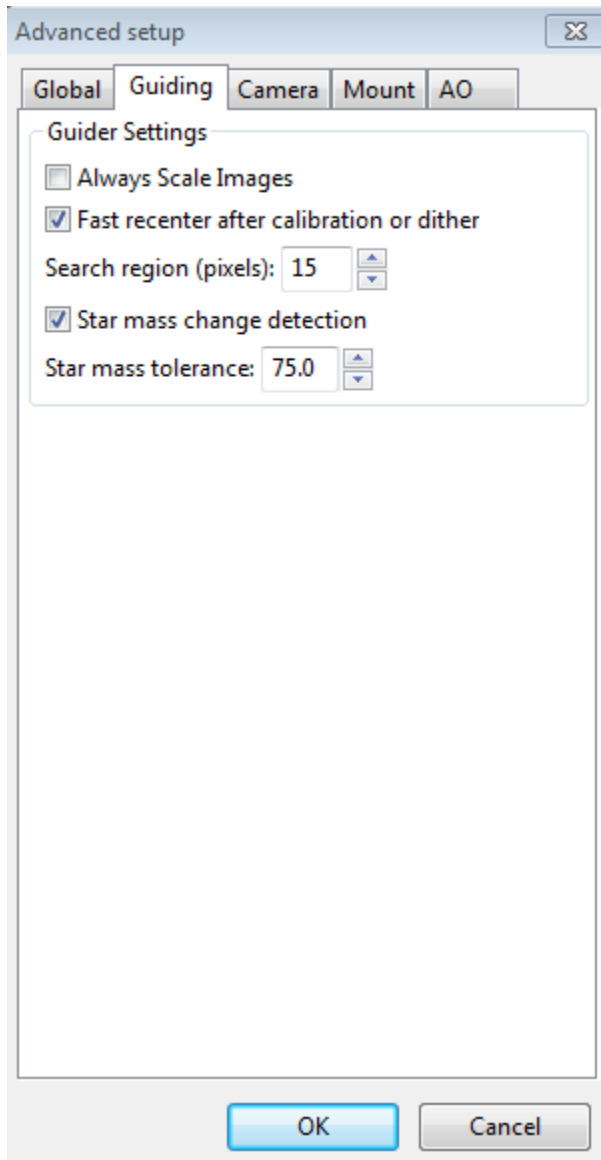 Advanced setup
Global Guiding Camera Mount AO
Guider Settings
Always Scale Images
Fast recenter after calibration or dither
Search region (pixels): 15
Star mass change detection
Star mass tolerance: 75.0
OK Cancel